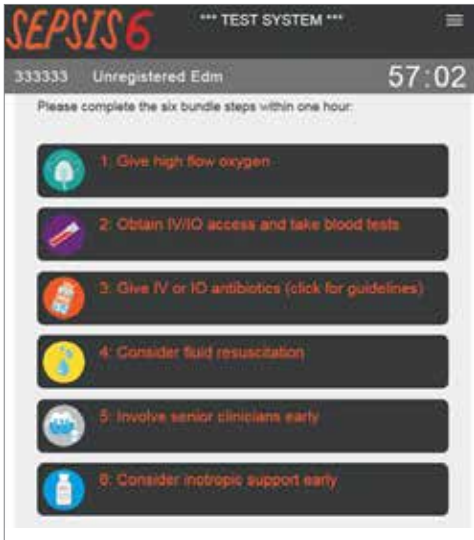 SEPSIS 6
*** TEST SYSTEM ***
333333 Unregistered Edm 57:02
Please complete the six bundle steps within one hour:
1: Give high flow oxygen
2: Obtain IV/IO access and take blood tests
3: Give IV or IO antibiotics (click for guidelines)
4: Consider fluid resuscitation
5: Involve senior clinicians early
6: Consider inotropic support early